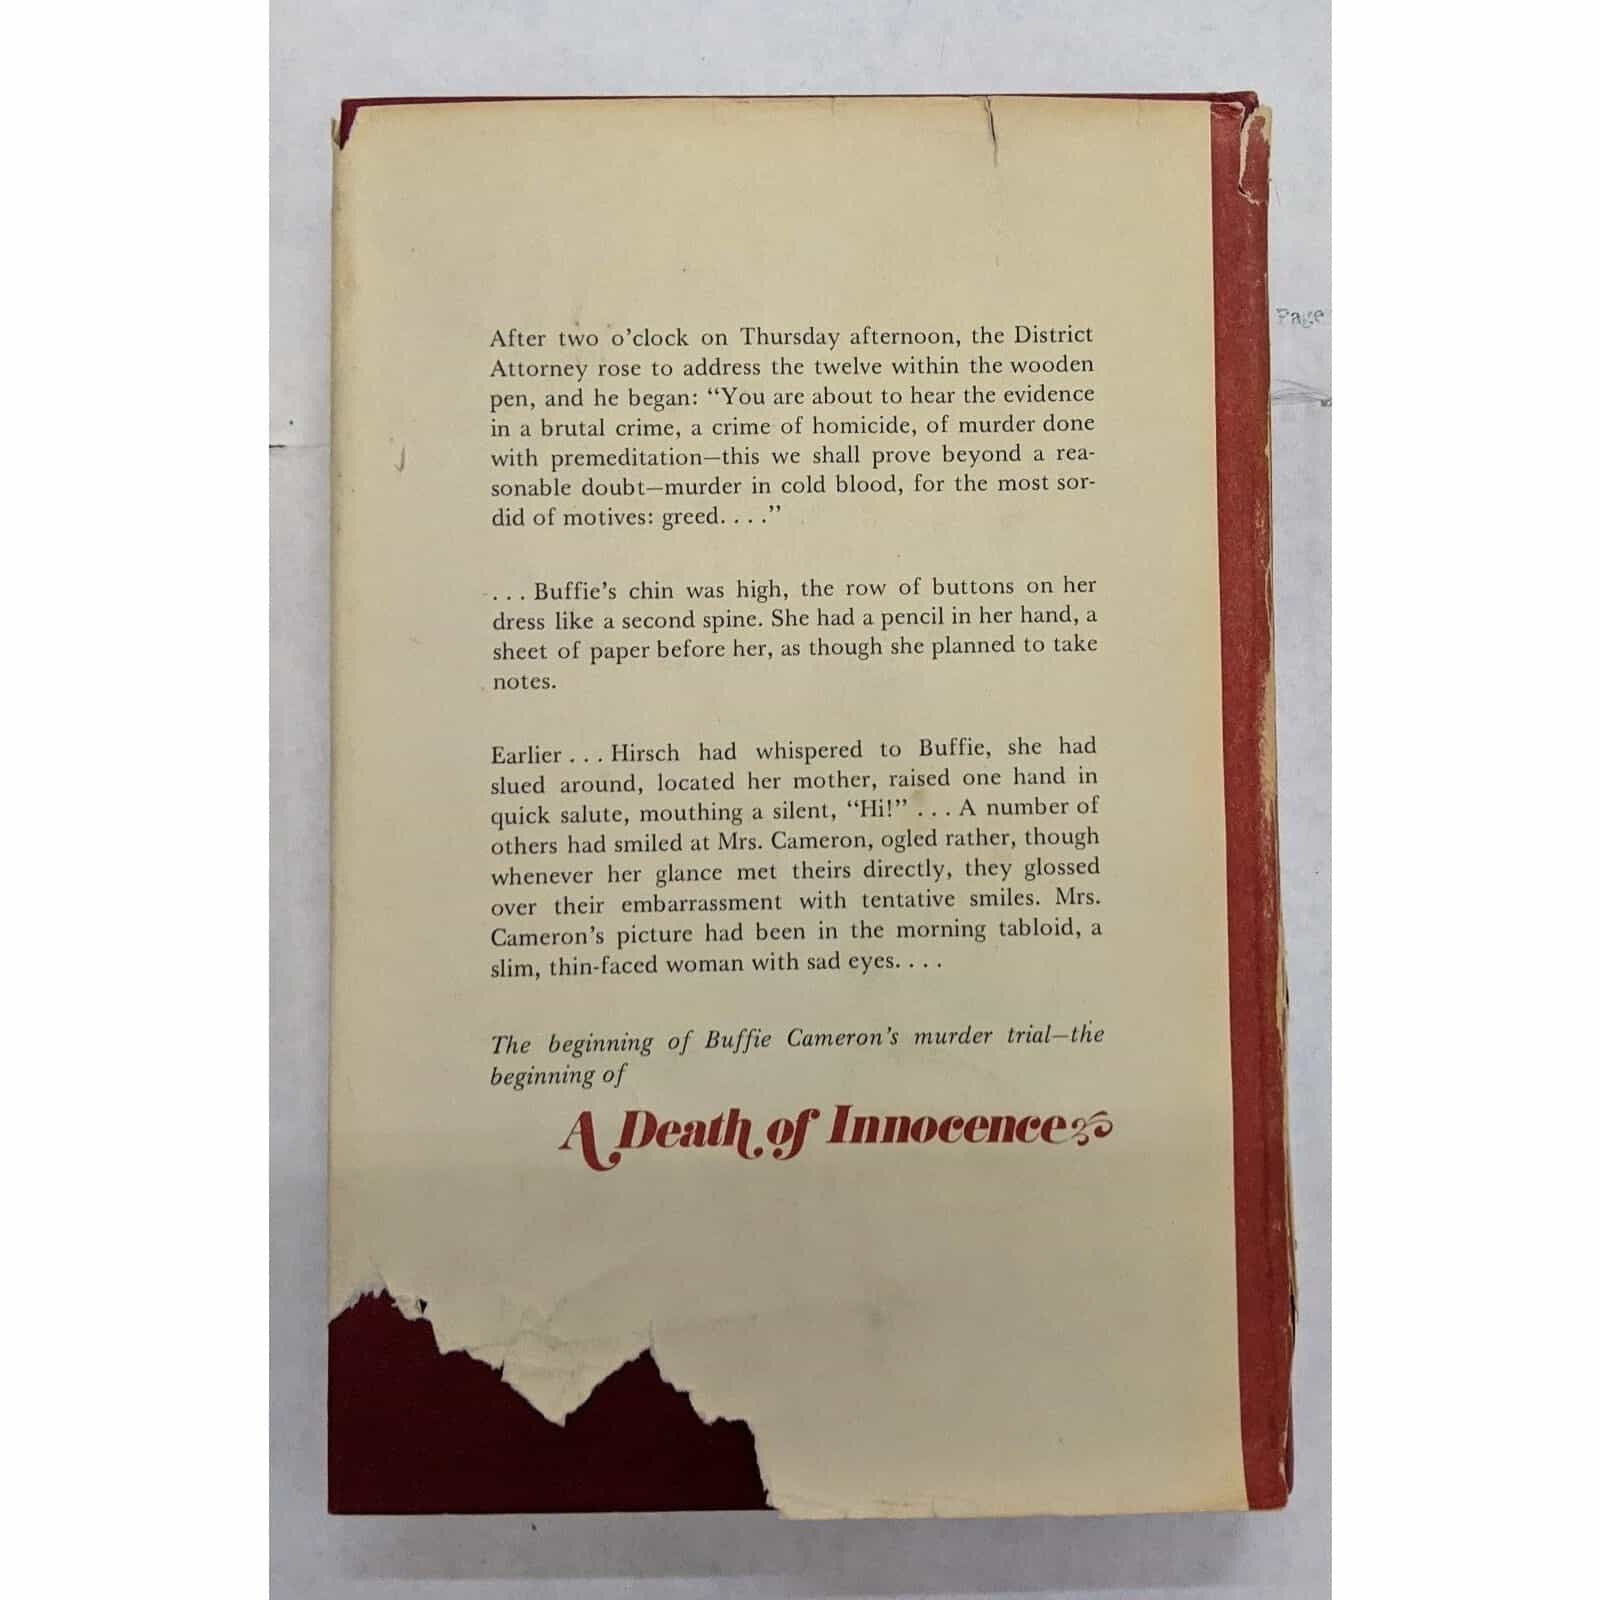 After two o'clock on Thursday afternoon, the District
Attorney rose to address the twelve within the wooden
pen, and he began: “You are about to hear the evidence
in a brutal crime, a crime of homicide, of murder done
with premeditation—this we shall prove beyond a rea-
sonable doubt—murder in cold blood, for the most sor-
did of motives: greed. . . .”
. . . Buffie's chin was high, the row of buttons on her
dress like a second spine. She had a pencil in her hand, a
sheet of paper before her, as though she planned to take
notes.
Earlier . . . Hirsch had whispered to Buffie, she had
slued around, located her mother, raised one hand in
quick salute, mouthing a silent, “Hi!” . . . A number of
others had smiled at Mrs. Cameron, ogled rather, though
whenever her glance met theirs directly, they glossed
over their embarrassment with tentative smiles. Mrs.
Cameron's picture had been in the morning tabloid, a
slim, thin-faced woman with sad eyes. . . .
The beginning of Buffie Cameron's murder trial—the
beginning of
A Death of Innocence
Page